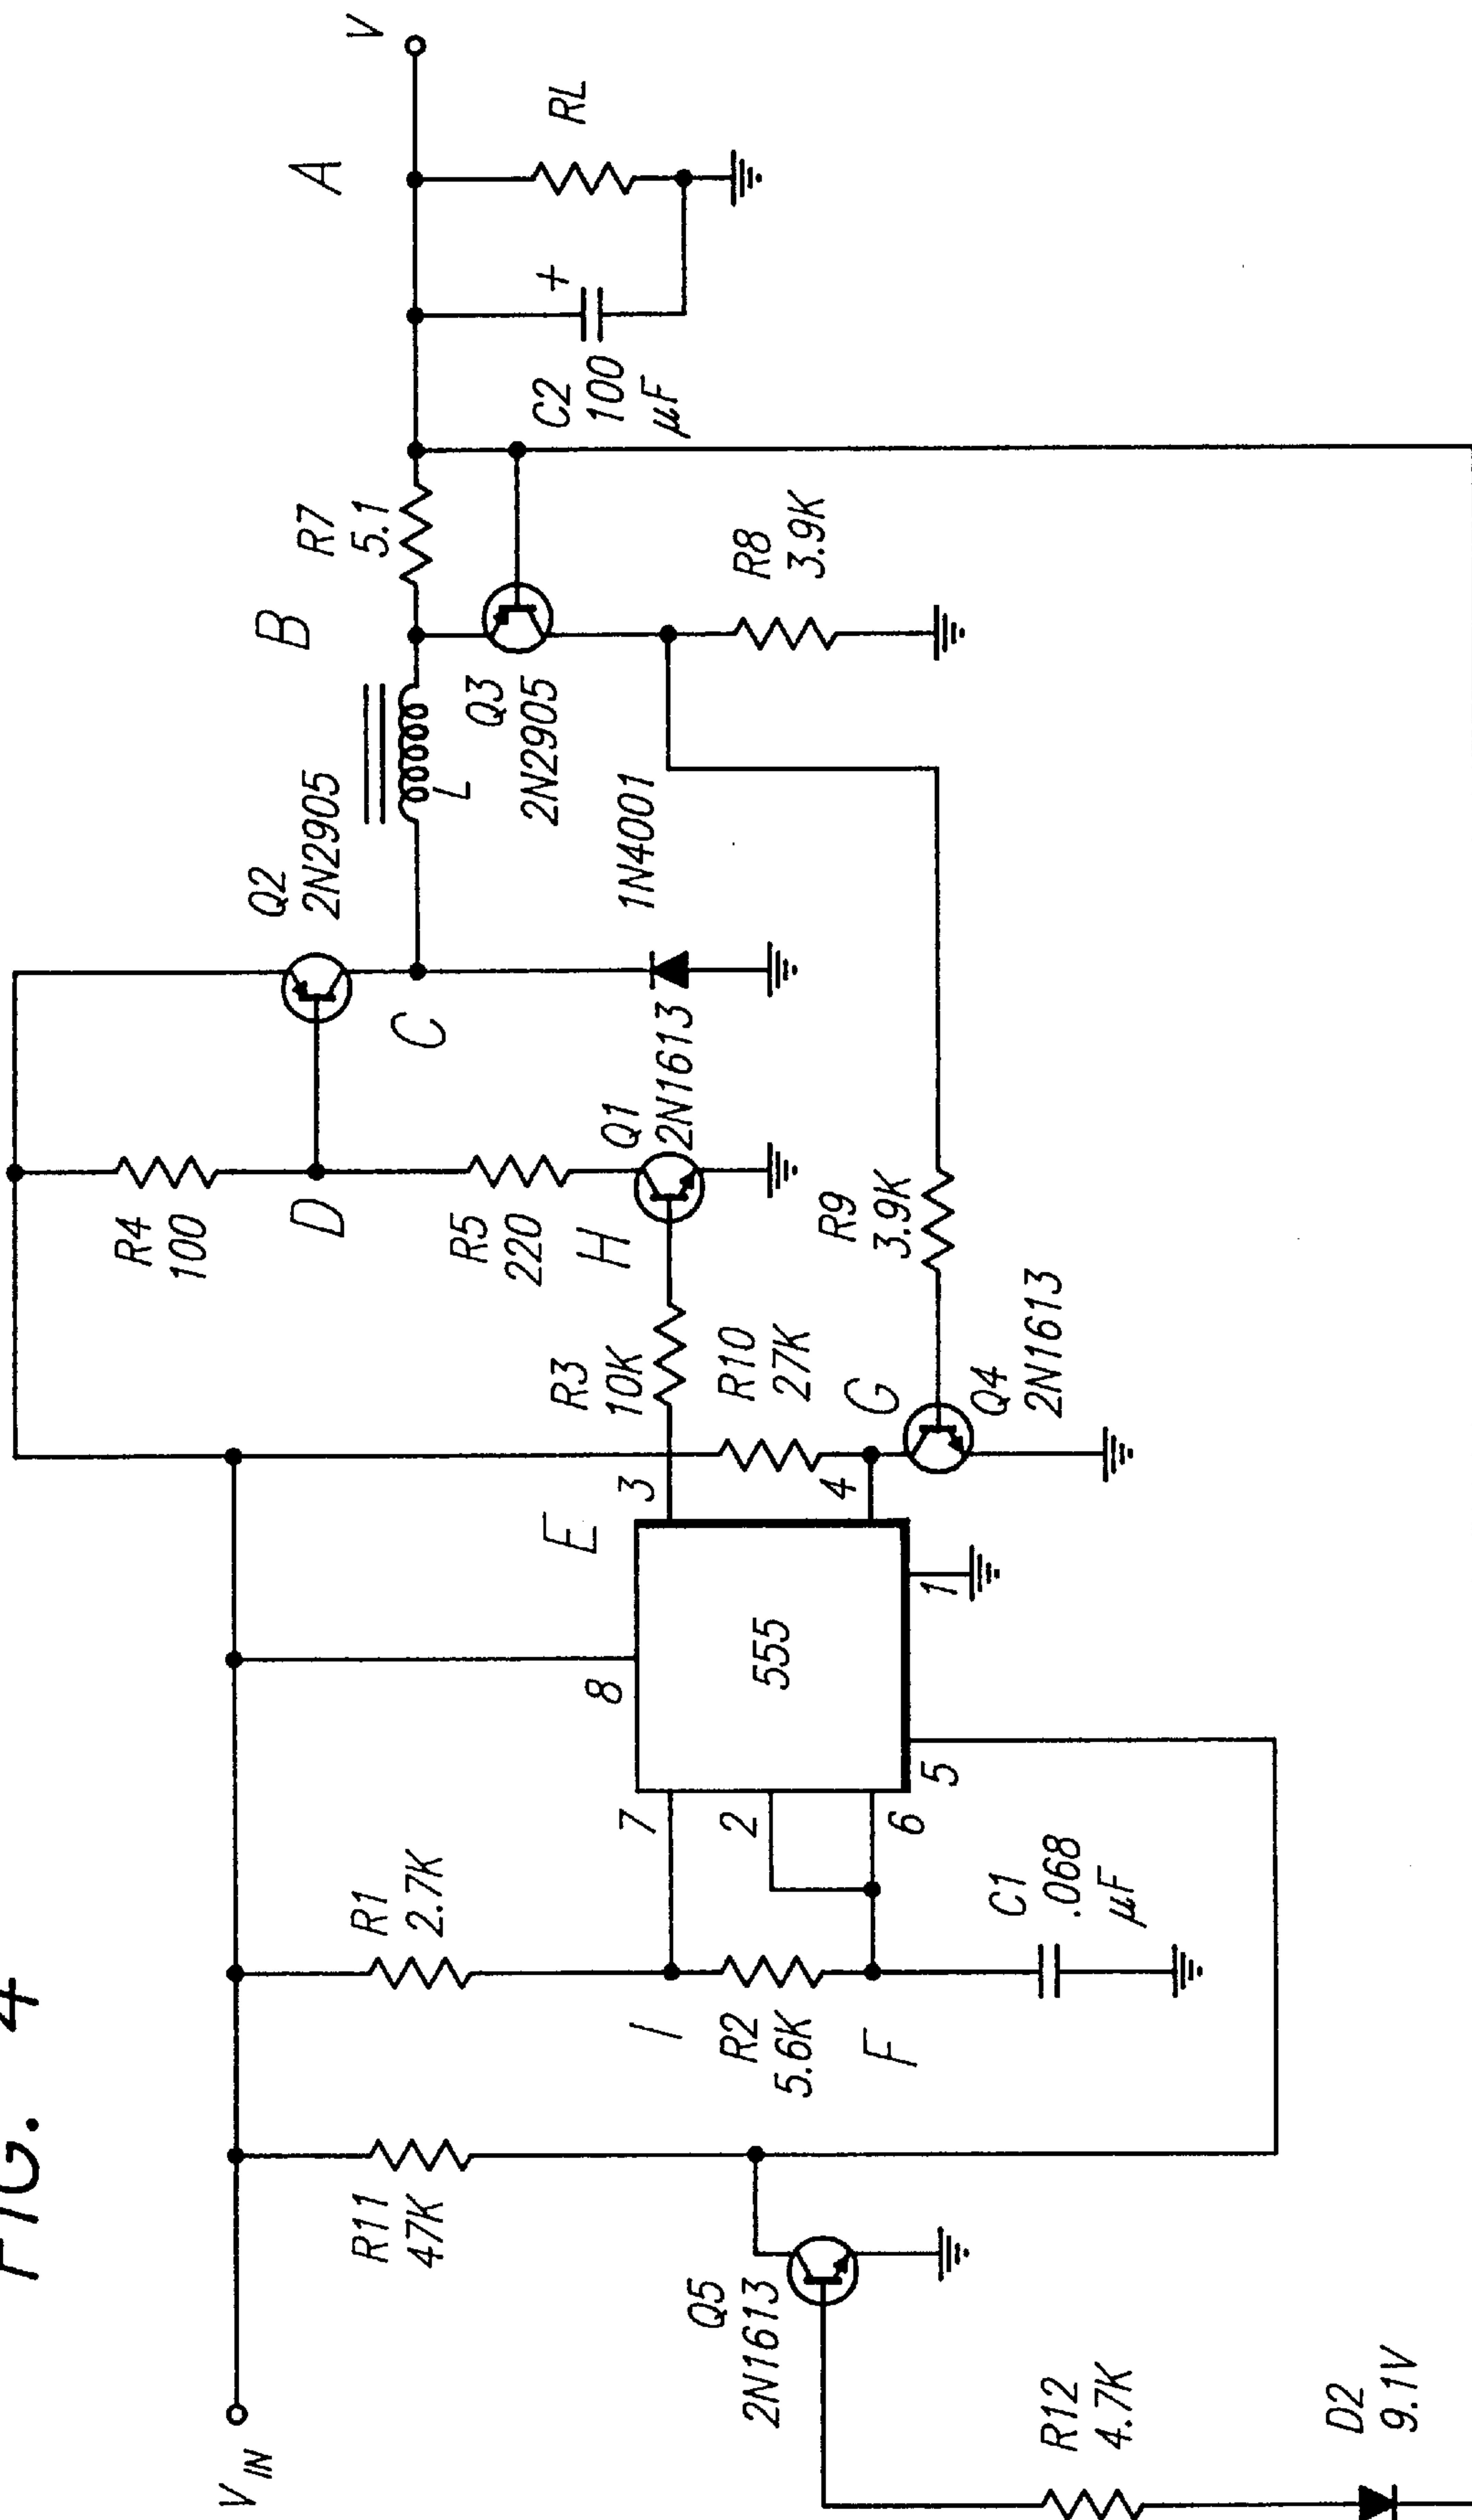 FIG. 4
V IN
R11
47K
R1
2.7K
I
R2
5.6K
F
C1
.068
µF
Q5
2N1613
R12
4.7K
D2
9.1V
7
2
6
5
8
555
1
E
3
4
R3
10K
R10
27K
G
Q4
2N1613
R4
100
D
R5
220
H
Q1
2N1613
R9
3.9K
Q2
2N2905
C
1N4001
L
B
Q3
2N2905
R7
5.1
R8
3.9K
C2
100
µF
+
A
RL
V